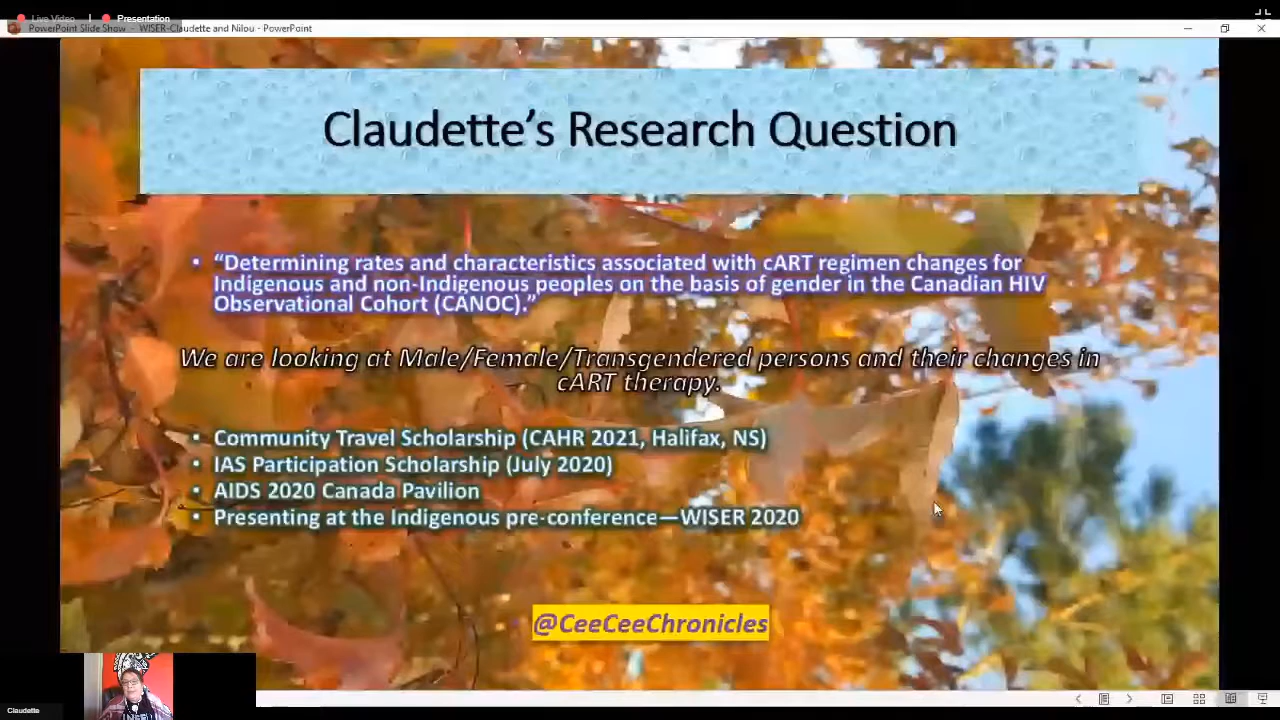 Live Video
Presentation
PowerPoint Slide Show - WISER-Claudette and Nilou - PowerPoint
Claudette’s Research Question
• “Determining rates and characteristics associated with cART regimen changes for
Indigenous and non-Indigenous peoples on the basis of gender in the Canadian HIV
Observational Cohort (CANOC).”
We are looking at Male/Female/Transgendered persons and their changes in
cART therapy.
• Community Travel Scholarship (CAHR 2021, Halifax, NS)
• IAS Participation Scholarship (July 2020)
• AIDS 2020 Canada Pavilion
• Presenting at the Indigenous pre-conference—WISER 2020
@CeeCeeChronicles
Claudette